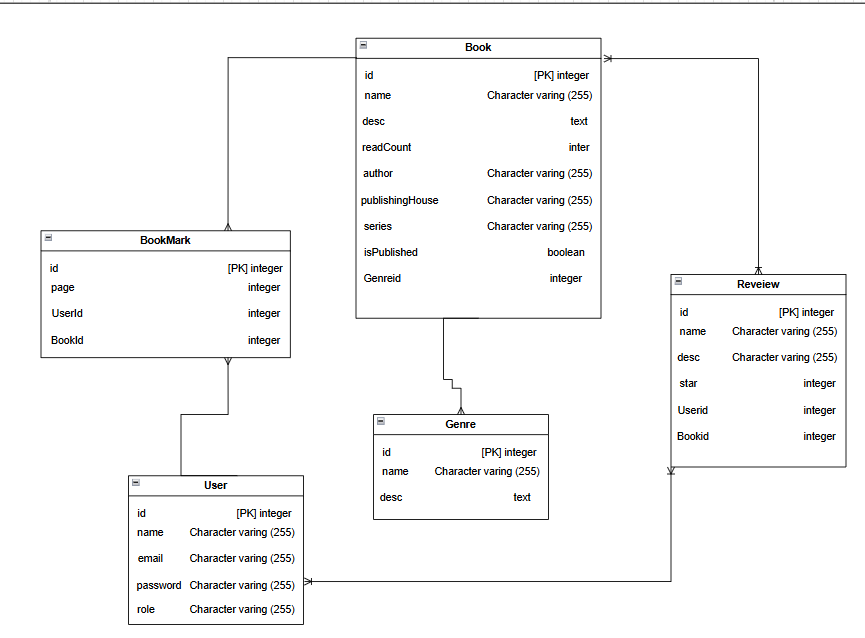 Book
id [PK] integer
name Character varing (255)
desc text
readCount inter
author Character varing (255)
publishingHouse Character varing (255)
series Character varing (255)
isPublished boolean
Genreid integer
BookMark
id [PK] integer
page integer
UserId integer
BookId integer
Reveiew
id [PK] integer
name Character varing (255)
desc Character varing (255)
star integer
Userid integer
Bookid integer
Genre
id [PK] integer
name Character varing (255)
desc text
User
id [PK] integer
name Character varing (255)
email Character varing (255)
password Character varing (255)
role Character varing (255)